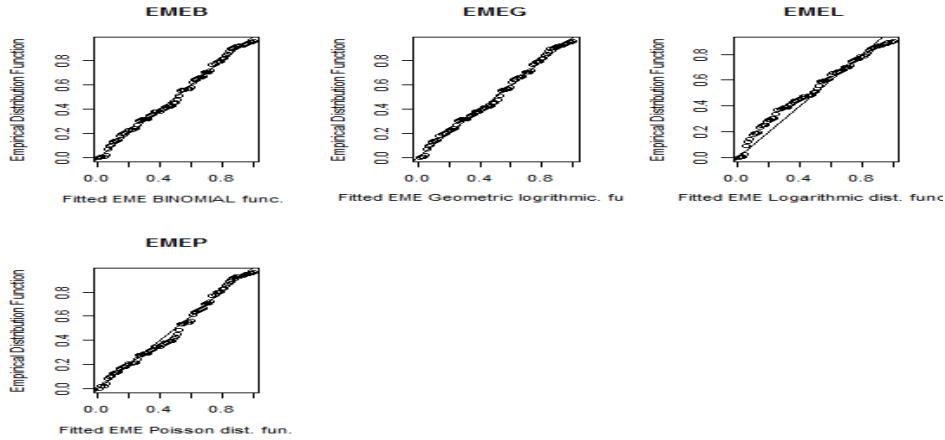 EMEB
EMEG
EMEL
Empirical Distribution Function
0.0 0.2 0.4 0.6 0.8
0.0 0.4 0.8
Fitted EME BINOMIAL func.
Empirical Distribution Function
0.0 0.2 0.4 0.6 0.8
0.0 0.4 0.8
Fitted EME Geometric logrithmic. fu
Empirical Distribution Function
0.0 0.2 0.4 0.6 0.8
0.0 0.4 0.8
Fitted EME Logarithmic dist. func
EMEP
Empirical Distribution Function
0.0 0.2 0.4 0.6 0.8
0.0 0.4 0.8
Fitted EME Poisson dist. fun.